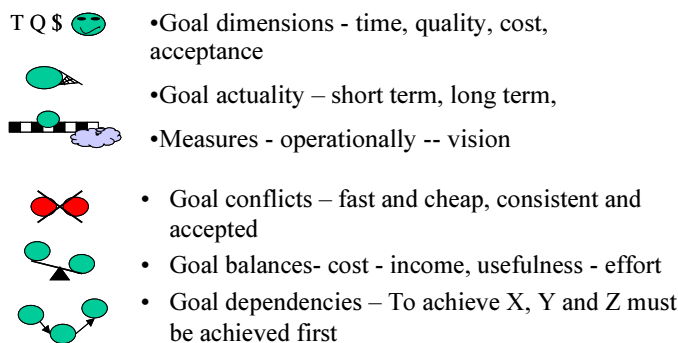 T Q $ •Goal dimensions - time, quality, cost,
acceptance
•Goal actuality – short term, long term,
•Measures - operationally -- vision
• Goal conflicts – fast and cheap, consistent and
accepted
• Goal balances- cost - income, usefulness - effort
• Goal dependencies – To achieve X, Y and Z must
be achieved first